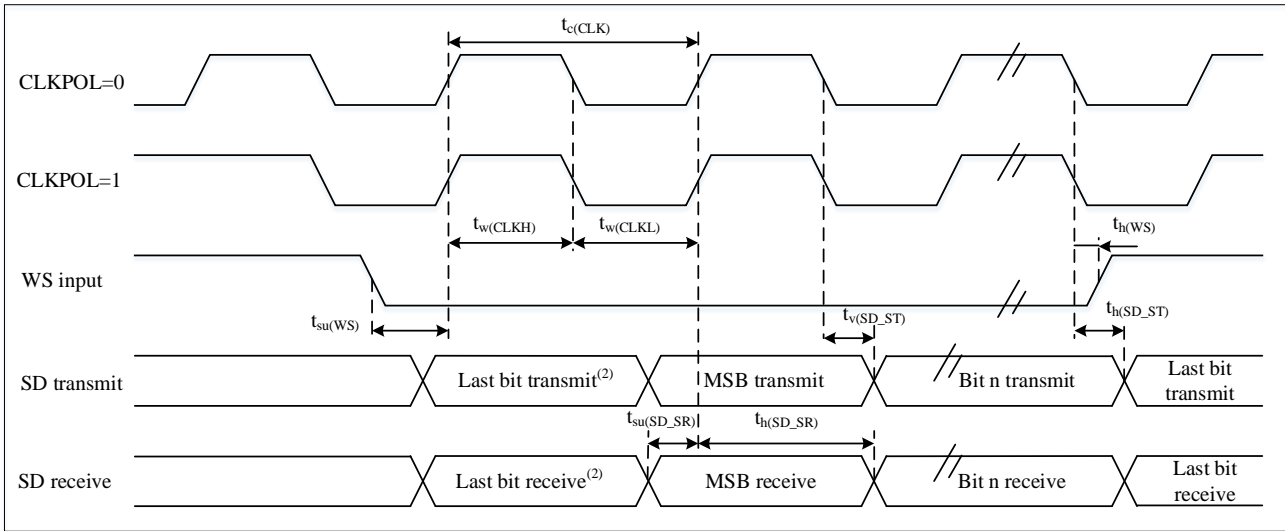 t_c(CLK)
CLKPOL=0
CLKPOL=1
t_w(CLKH)
t_w(CLKL)
t_h(WS)
WS input
t_su(WS)
t_v(SD_ST)
t_h(SD_ST)
SD transmit
Last bit transmit(2)
MSB transmit
Bit n transmit
Last bit
transmit
t_su(SD_SR)
t_h(SD_SR)
SD receive
Last bit receive(2)
MSB receive
Bit n receive
Last bit
receive